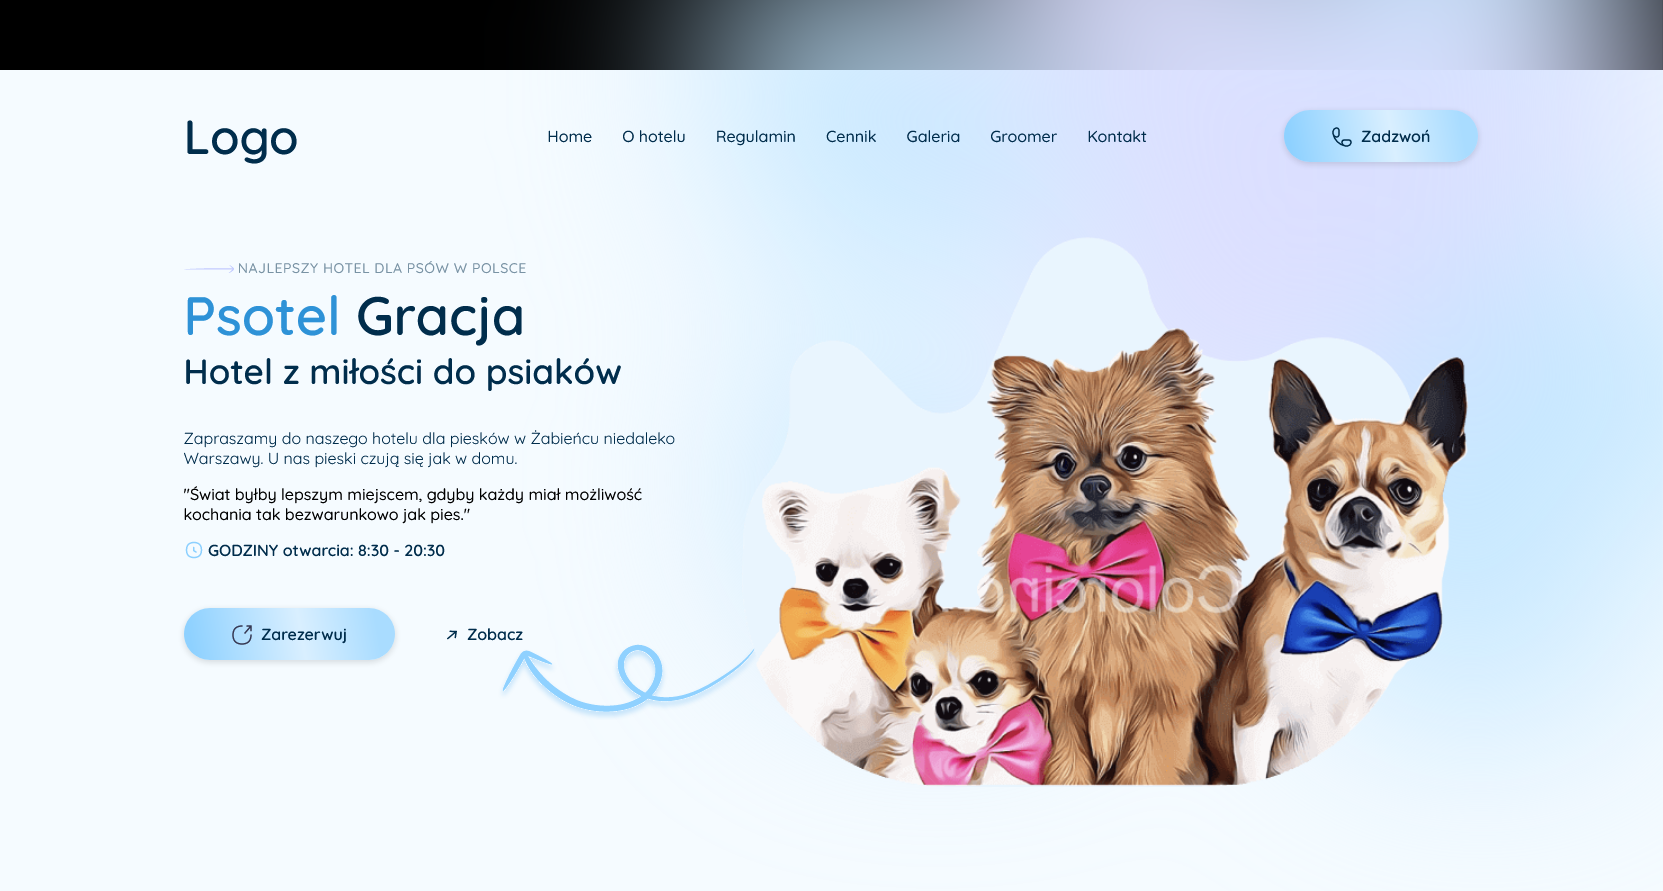 Logo
Home O hotelu Regulamin Cennik Galeria Groomer Kontakt
Zadzwoń
NAJLEPSZY HOTEL DLA PSÓW W POLSCE
Psotel Gracja
Hotel z miłości do psiaków
Zapraszamy do naszego hotelu dla piesków w Żabieńcu niedaleko
Warszawy. U nas pieski czują się jak w domu.
"Świat byłby lepszym miejscem, gdyby każdy miał możliwość
kochania tak bezwarunkowo jak pies."
GODZINY otwarcia: 8:30 - 20:30
Zarezerwuj
Zobacz